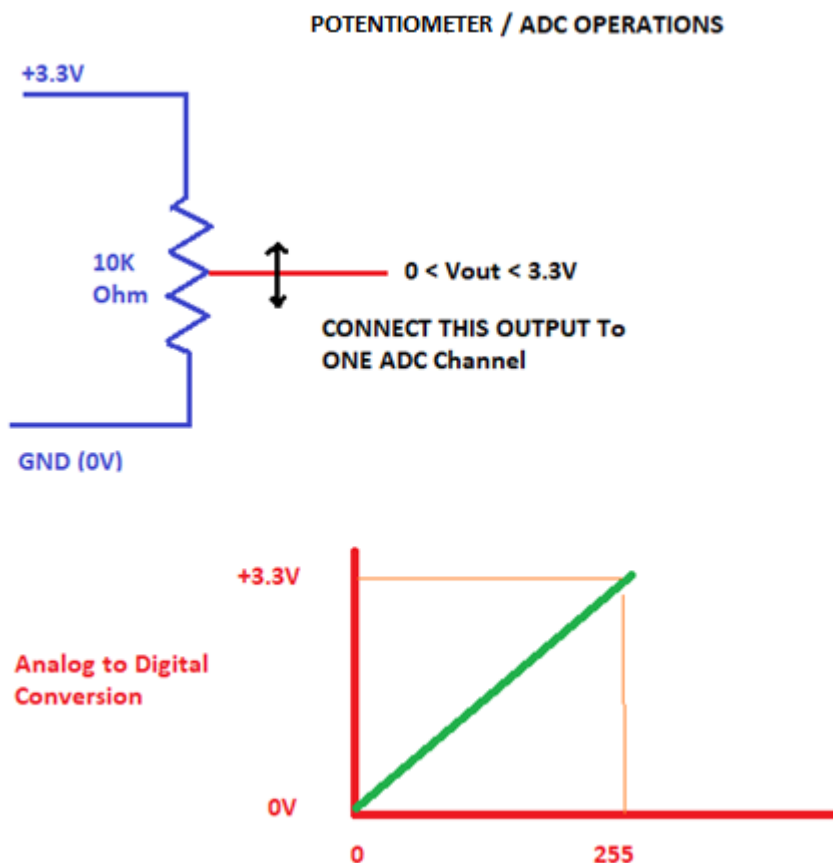 POTENTIOMETER / ADC OPERATIONS
+3.3V
10K
Ohm
0 < Vout < 3.3V
CONNECT THIS OUTPUT To
ONE ADC Channel
GND (0V)
+3.3V
Analog to Digital
Conversion
0V
0
255